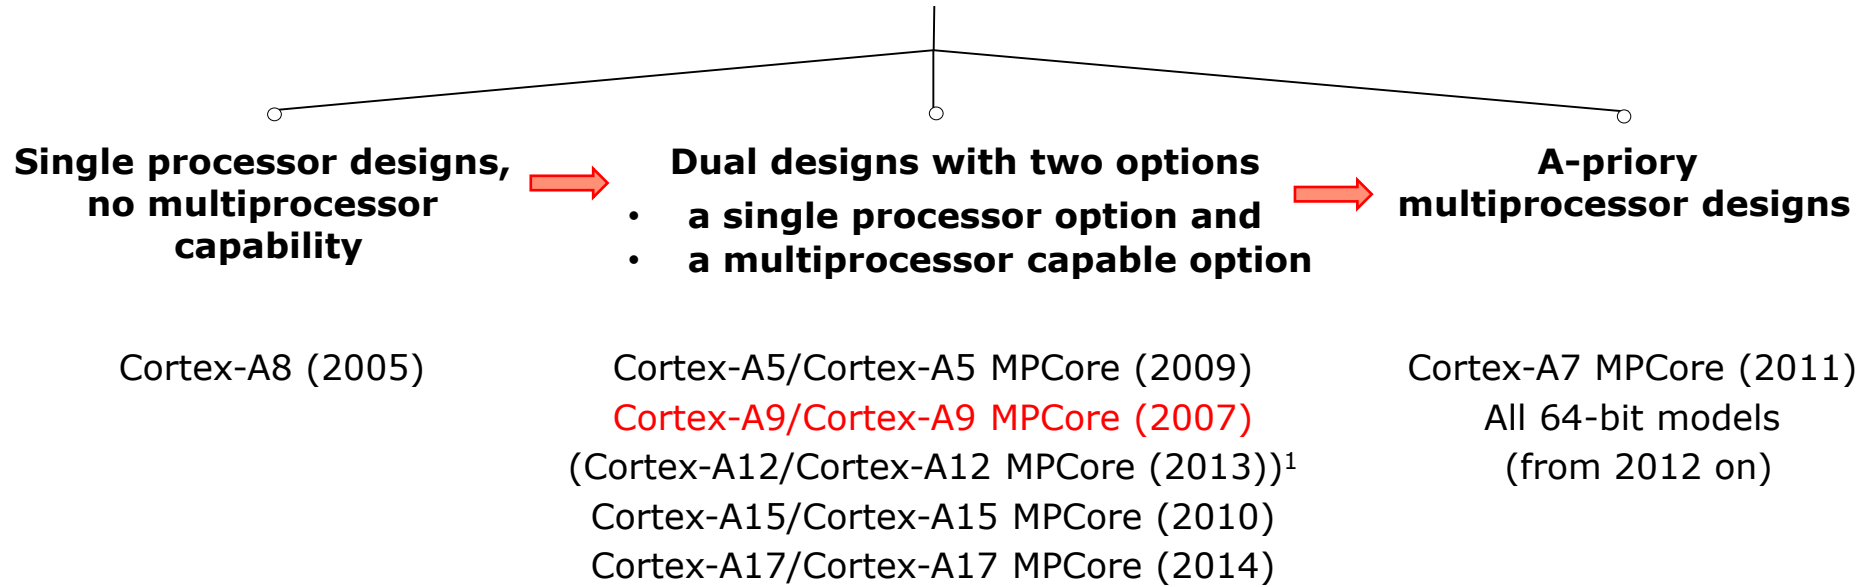 Single processor designs,
no multiprocessor
capability
Dual designs with two options
• a single processor option and
• a multiprocessor capable option
A-priory
multiprocessor designs
Cortex-A8 (2005)
Cortex-A5/Cortex-A5 MPCore (2009)
Cortex-A9/Cortex-A9 MPCore (2007)
(Cortex-A12/Cortex-A12 MPCore (2013))¹
Cortex-A15/Cortex-A15 MPCore (2010)
Cortex-A17/Cortex-A17 MPCore (2014)
Cortex-A7 MPCore (2011)
All 64-bit models
(from 2012 on)